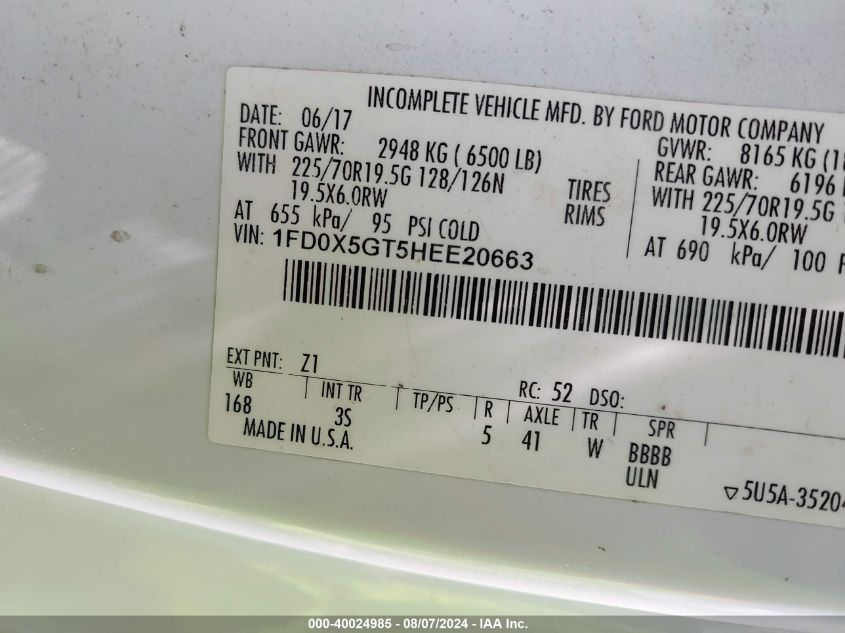 INCOMPLETE VEHICLE MFD. BY FORD MOTOR COMPANY
DATE: 06/17
FRONT GAWR: 2948 KG ( 6500 LB)
WITH 225/70R19.5G 128/126N TIRES
19.5X6.0RW RIMS
AT 655 kPa/ 95 PSI COLD
VIN: 1FD0X5GT5HEE20663
GVWR: 8165 KG (18
REAR GAWR: 6196
WITH 225/70R19.5G
19.5X6.0RW
AT 690 kPa/ 100 P
EXT PNT: Z1 RC: 52 DSO:
WB INT TR TP/PS R AXLE TR SPR
168 3S 5 41 W BBBB
MADE IN U.S.A. ULN
5U5A-35204
000-40024985 - 08/07/2024 - IAA Inc.